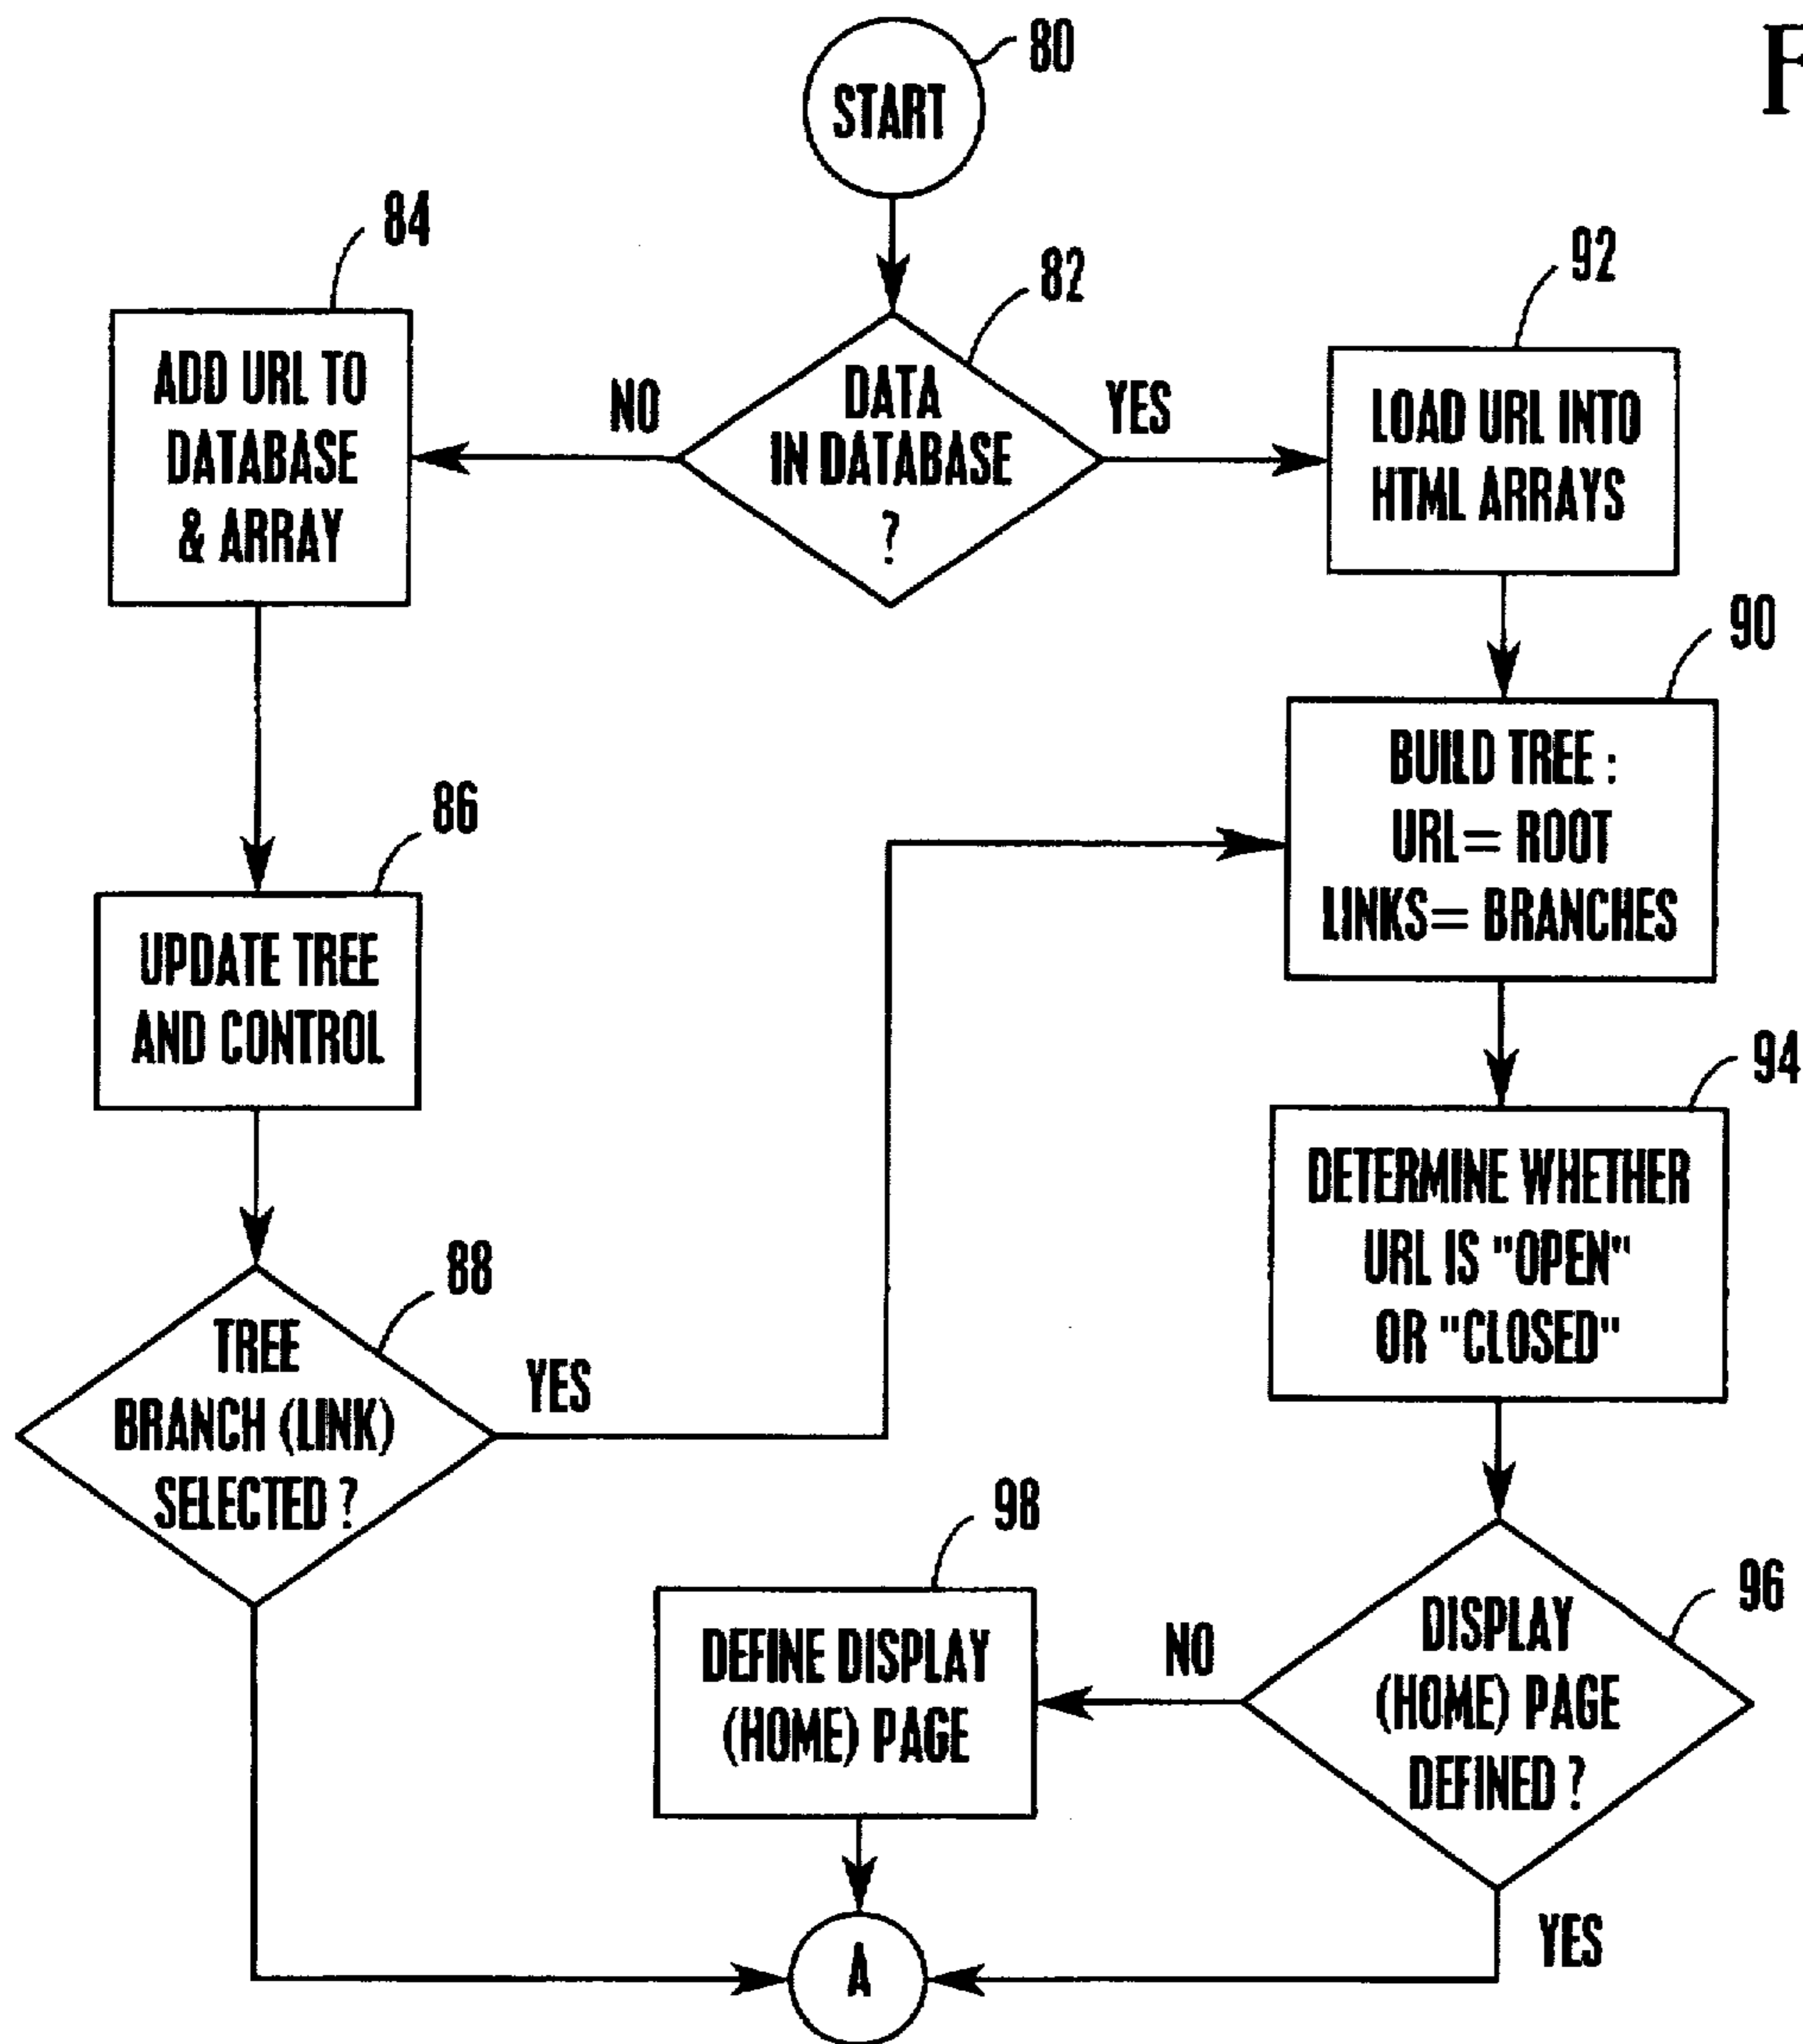 F
80
START
84
82
92
ADD URL TO
DATABASE
& ARRAY
NO
DATA
IN DATABASE
?
YES
LOAD URL INTO
HTML ARRAYS
90
BUILD TREE :
URL= ROOT
LINKS= BRANCHES
86
UPDATE TREE
AND CONTROL
94
DETERMINE WHETHER
URL IS "OPEN"
OR "CLOSED"
88
TREE
BRANCH (LINK)
SELECTED ?
YES
98
DEFINE DISPLAY
(HOME) PAGE
NO
96
DISPLAY
(HOME) PAGE
DEFINED ?
YES
A